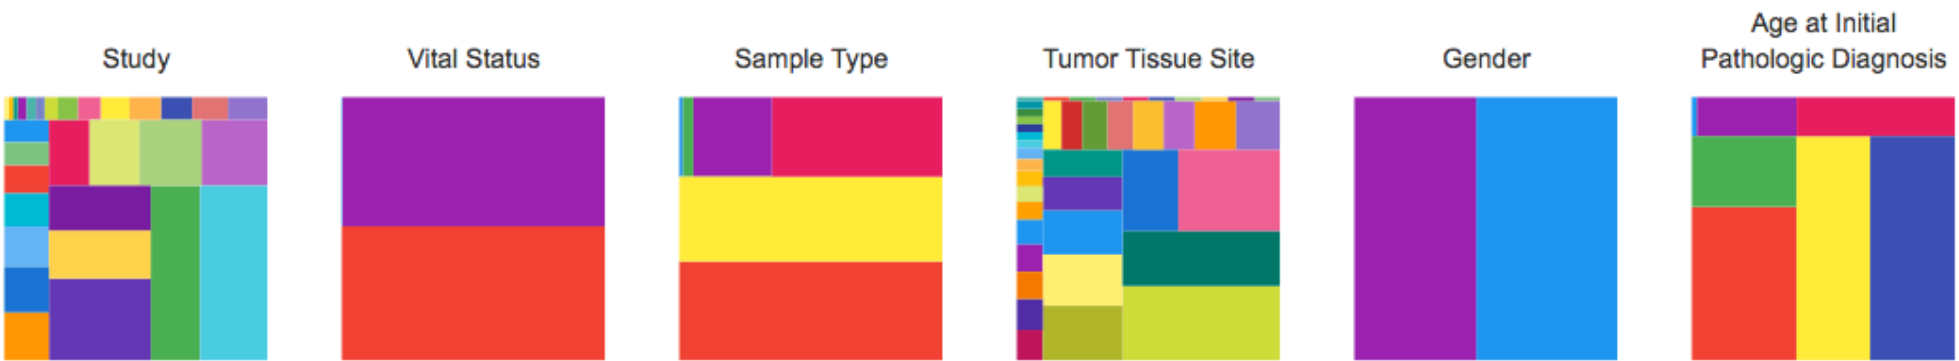 Study
Vital Status
Sample Type
Tumor Tissue Site
Gender
Age at Initial
Pathologic Diagnosis